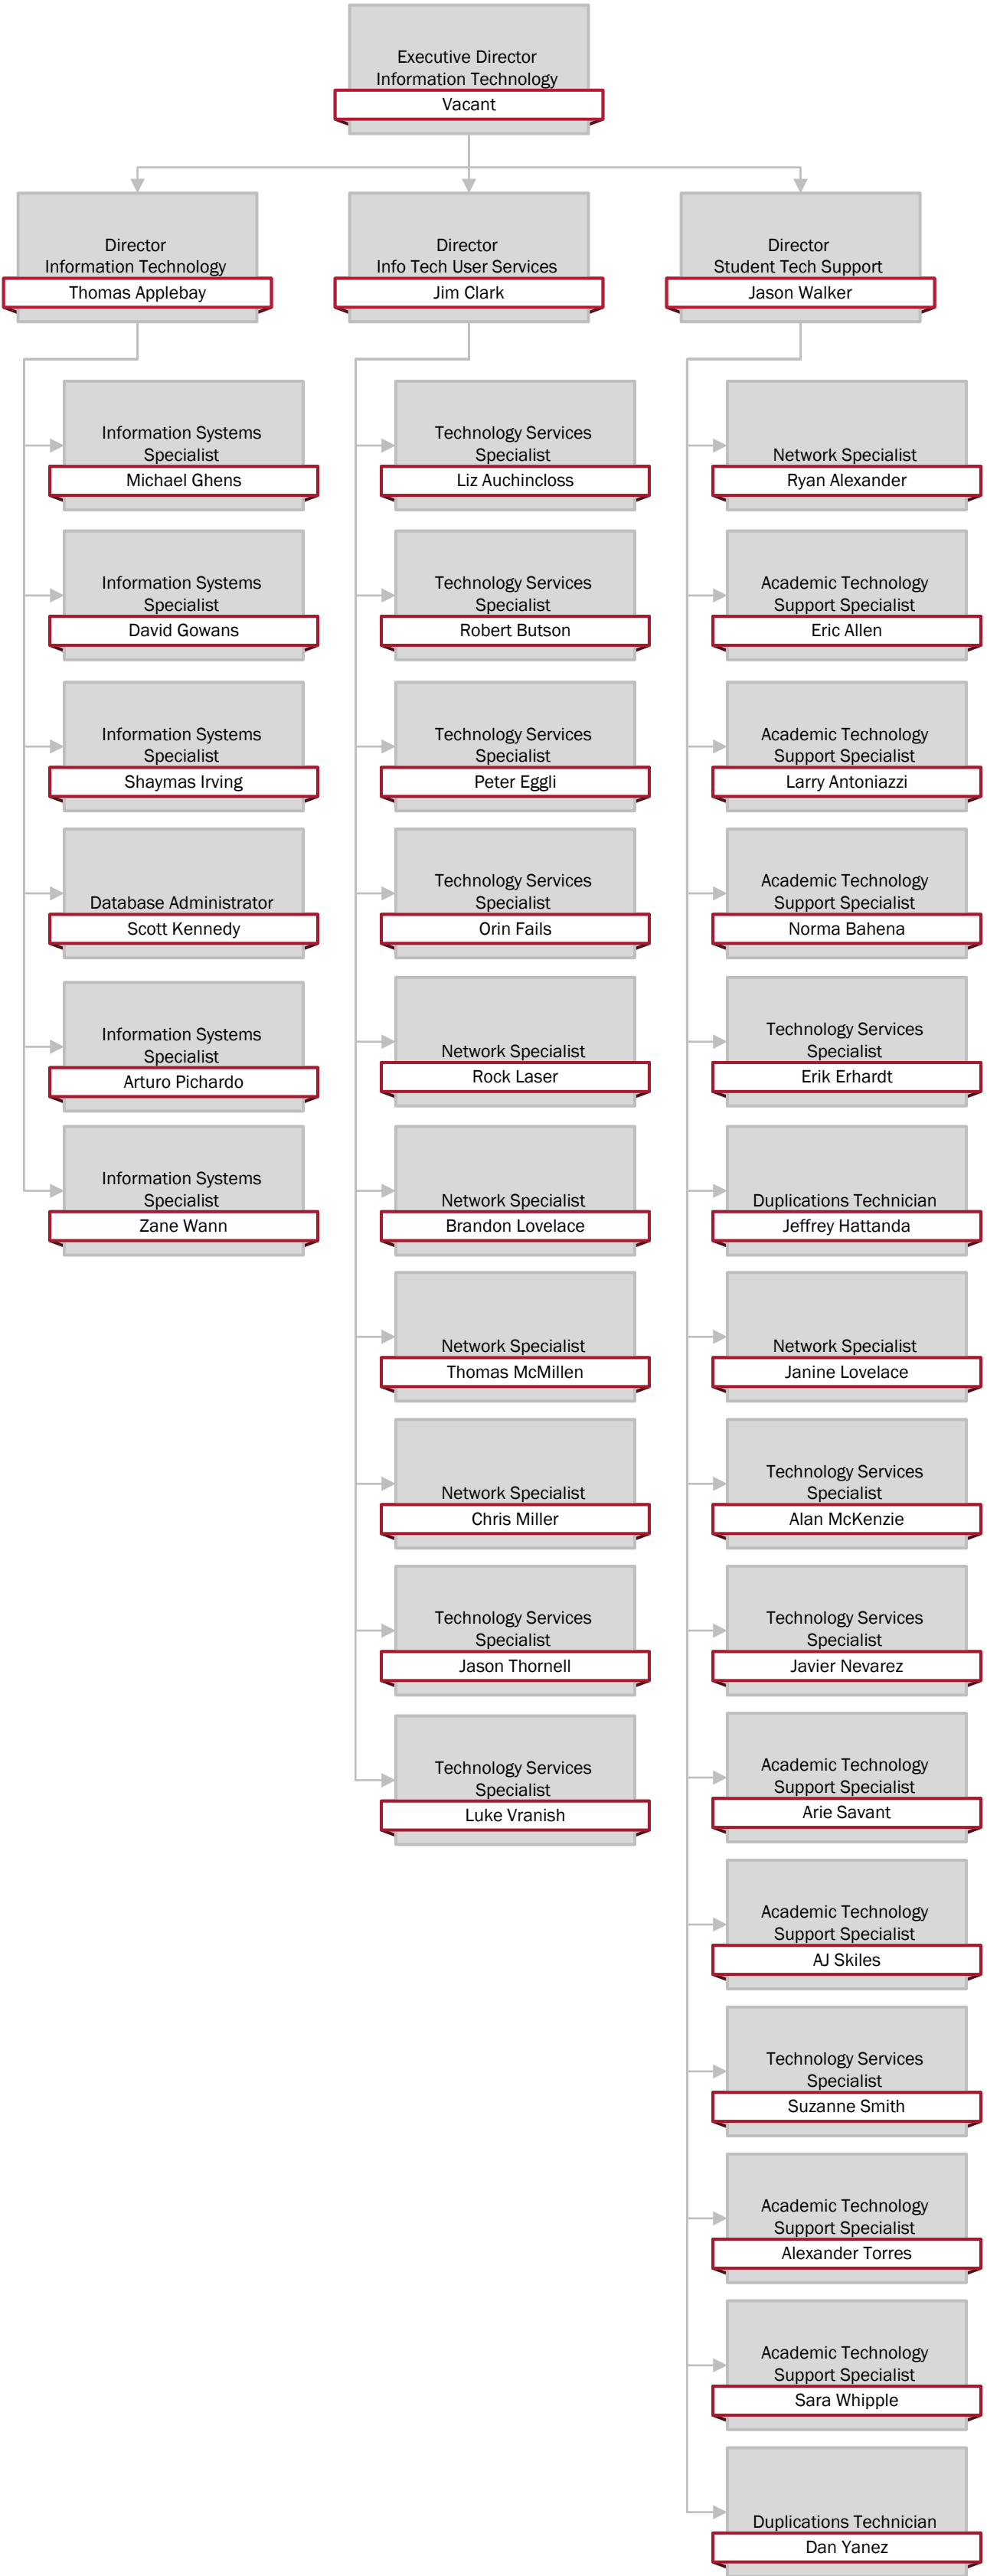 Executive Director
Information Technology
Vacant
Director
Information Technology
Thomas Applebay
Director
Info Tech User Services
Jim Clark
Director
Student Tech Support
Jason Walker
Information Systems
Specialist
Michael Ghens
Information Systems
Specialist
David Gowans
Information Systems
Specialist
Shaymas Irving
Database Administrator
Scott Kennedy
Information Systems
Specialist
Arturo Pichardo
Information Systems
Specialist
Zane Wann
Technology Services
Specialist
Liz Auchincloss
Technology Services
Specialist
Robert Butson
Technology Services
Specialist
Peter Eggli
Technology Services
Specialist
Orin Fails
Network Specialist
Rock Laser
Network Specialist
Brandon Lovelace
Network Specialist
Thomas McMillen
Network Specialist
Chris Miller
Technology Services
Specialist
Jason Thornell
Technology Services
Specialist
Luke Vranish
Network Specialist
Ryan Alexander
Academic Technology
Support Specialist
Eric Allen
Academic Technology
Support Specialist
Larry Antoniazzi
Academic Technology
Support Specialist
Norma Bahena
Technology Services
Specialist
Erik Erhardt
Duplications Technician
Jeffrey Hattanda
Network Specialist
Janine Lovelace
Technology Services
Specialist
Alan McKenzie
Technology Services
Specialist
Javier Nevarez
Academic Technology
Support Specialist
Arie Savant
Academic Technology
Support Specialist
AJ Skiles
Technology Services
Specialist
Suzanne Smith
Academic Technology
Support Specialist
Alexander Torres
Academic Technology
Support Specialist
Sara Whipple
Duplications Technician
Dan Yanez